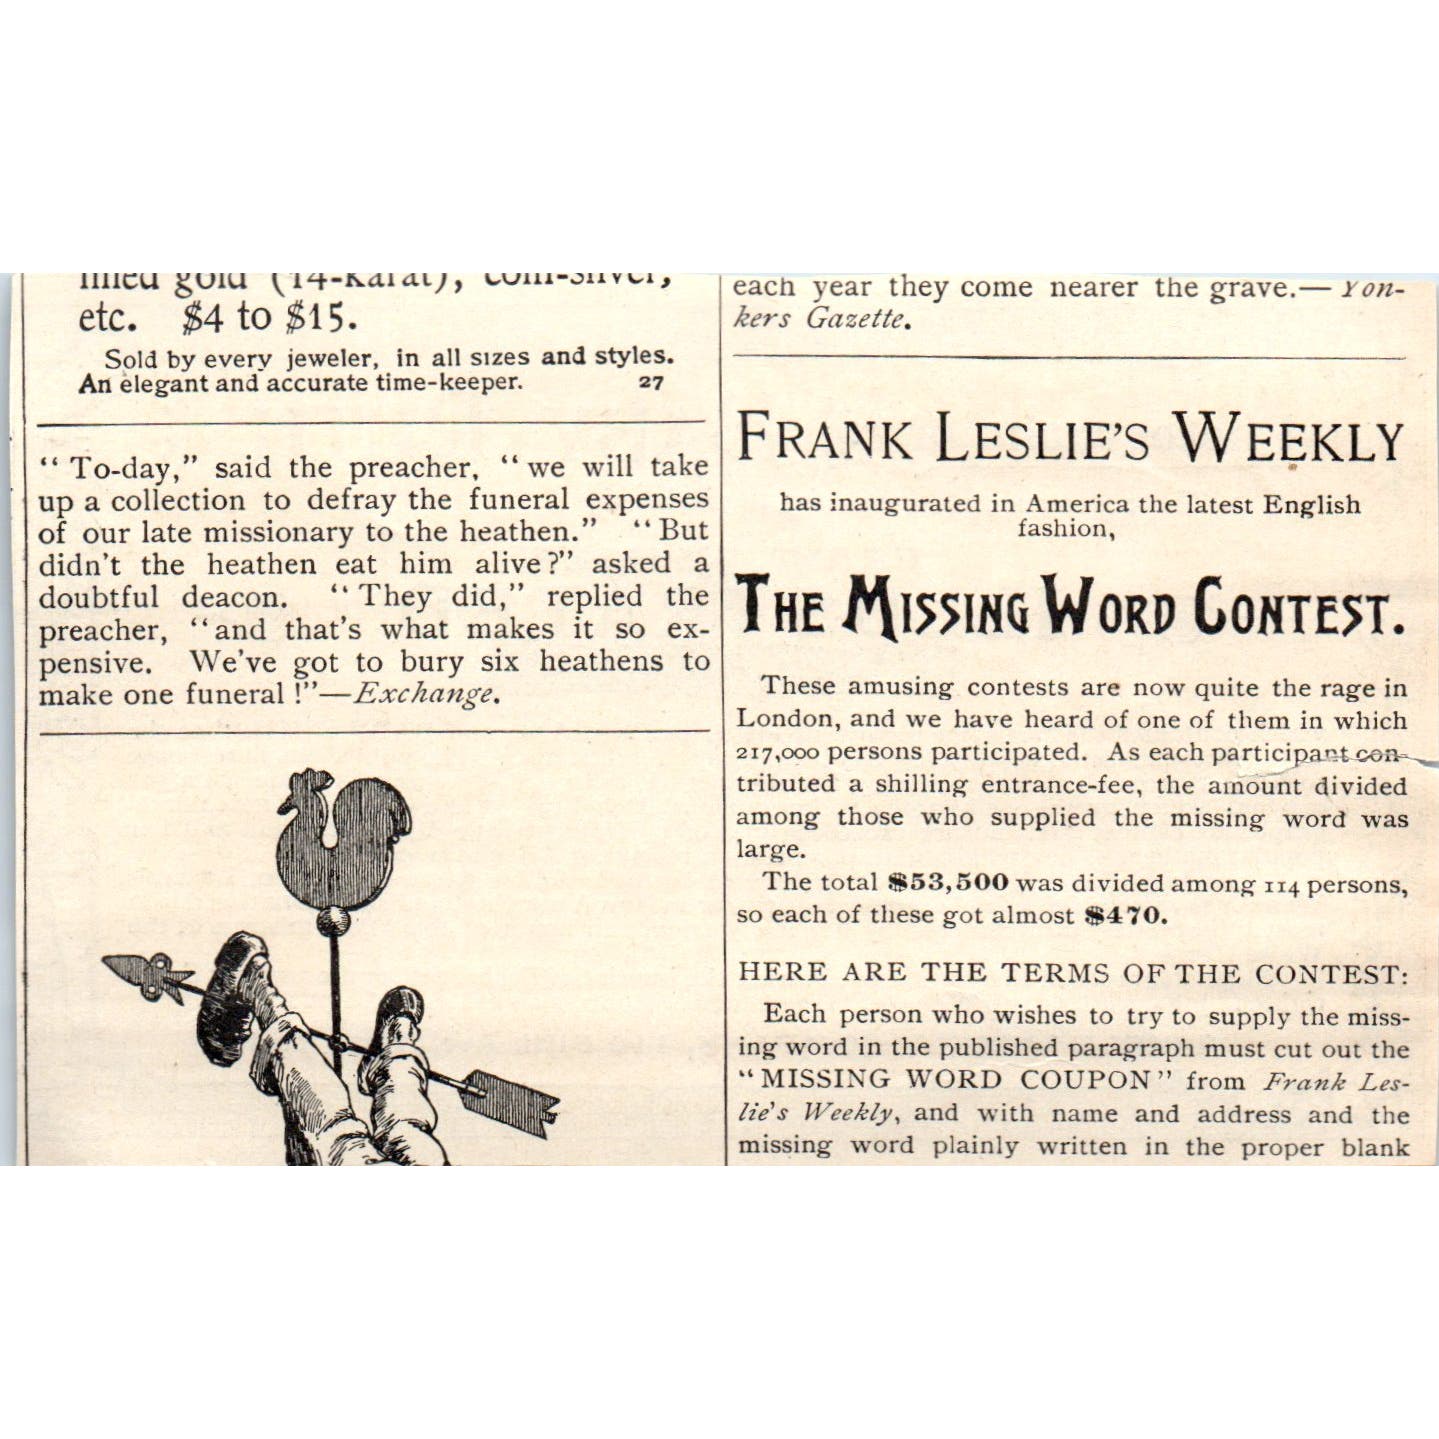 filled gold (14-karat), coin-silver,
etc. $4 to $15.
Sold by every jeweler, in all sizes and styles.
An elegant and accurate time-keeper. 27
“ To-day,” said the preacher, “ we will take
up a collection to defray the funeral expenses
of our late missionary to the heathen.” “ But
didn't the heathen eat him alive ?” asked a
doubtful deacon. “ They did,” replied the
preacher, “and that's what makes it so ex-
pensive. We've got to bury six heathens to
make one funeral !”—Exchange.
each year they come nearer the grave.— Yon-
kers Gazette.
FRANK LESLIE'S WEEKLY
has inaugurated in America the latest English
fashion,
THE MISSING WORD CONTEST.
These amusing contests are now quite the rage in
London, and we have heard of one of them in which
217,000 persons participated. As each participant con-
tributed a shilling entrance-fee, the amount divided
among those who supplied the missing word was
large.
The total $53,500 was divided among 114 persons,
so each of these got almost $470.
HERE ARE THE TERMS OF THE CONTEST:
Each person who wishes to try to supply the miss-
ing word in the published paragraph must cut out the
“ MISSING WORD COUPON ” from Frank Les-
lie's Weekly, and with name and address and the
missing word plainly written in the proper blank